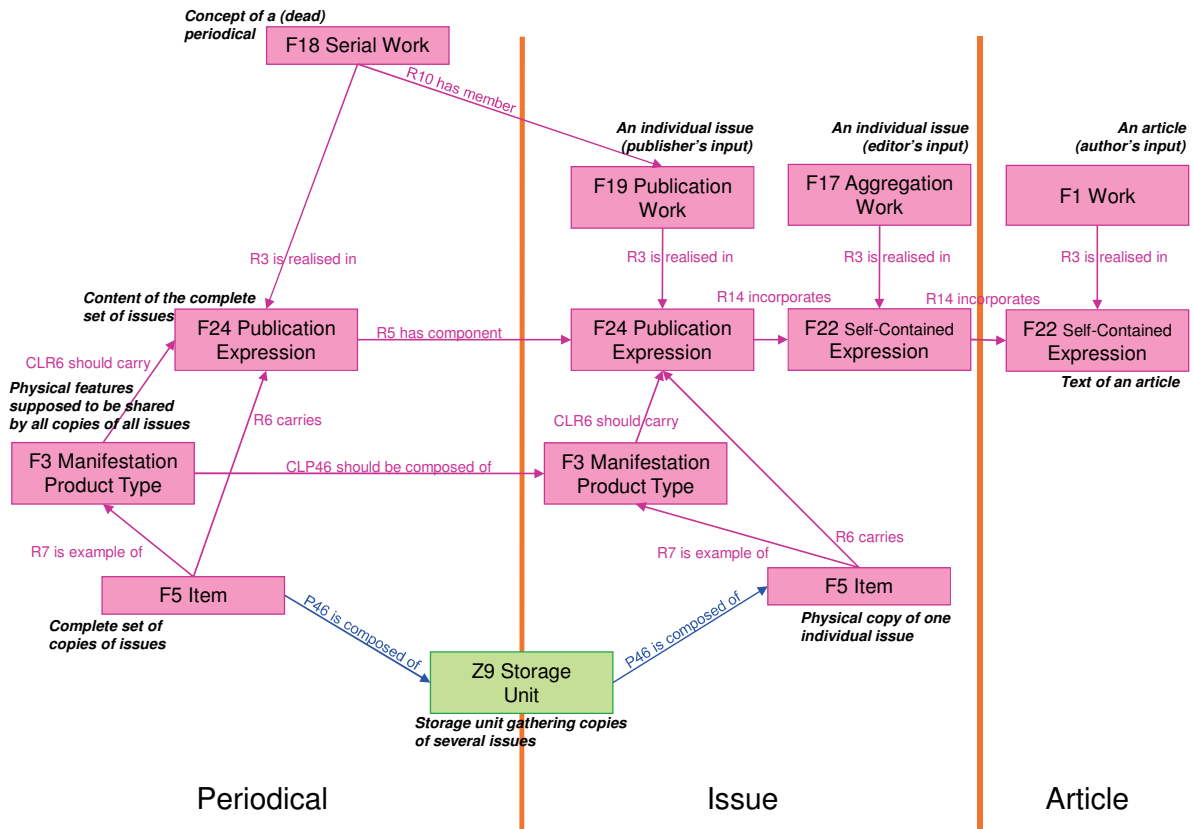 Concept of a (dead)
periodical
F18 Serial Work
R10 has member
An individual issue
(publisher's input)
An individual issue
(editor's input)
An article
(author's input)
F19 Publication
Work
F17 Aggregation
Work
F1 Work
R3 is realised in
R3 is realised in
R3 is realised in
R3 is realised in
Content of the complete
set of issues
R14 incorporates
R14 incorporates
F24 Publication
Expression
R5 has component
F24 Publication
Expression
F22 Self-Contained
Expression
F22 Self-Contained
Expression
CLR6 should carry
Text of an article
Physical features
supposed to be shared
by all copies of all issues
R6 carries
CLR6 should carry
F3 Manifestation
Product Type
CLP46 should be composed of
F3 Manifestation
Product Type
R7 is example of
R7 is example of
R6 carries
F5 Item
F5 Item
Complete set of
copies of issues
P46 is composed of
P46 is composed of
Physical copy of one
individual issue
Z9 Storage
Unit
Storage unit gathering copies
of several issues
Periodical
Issue
Article